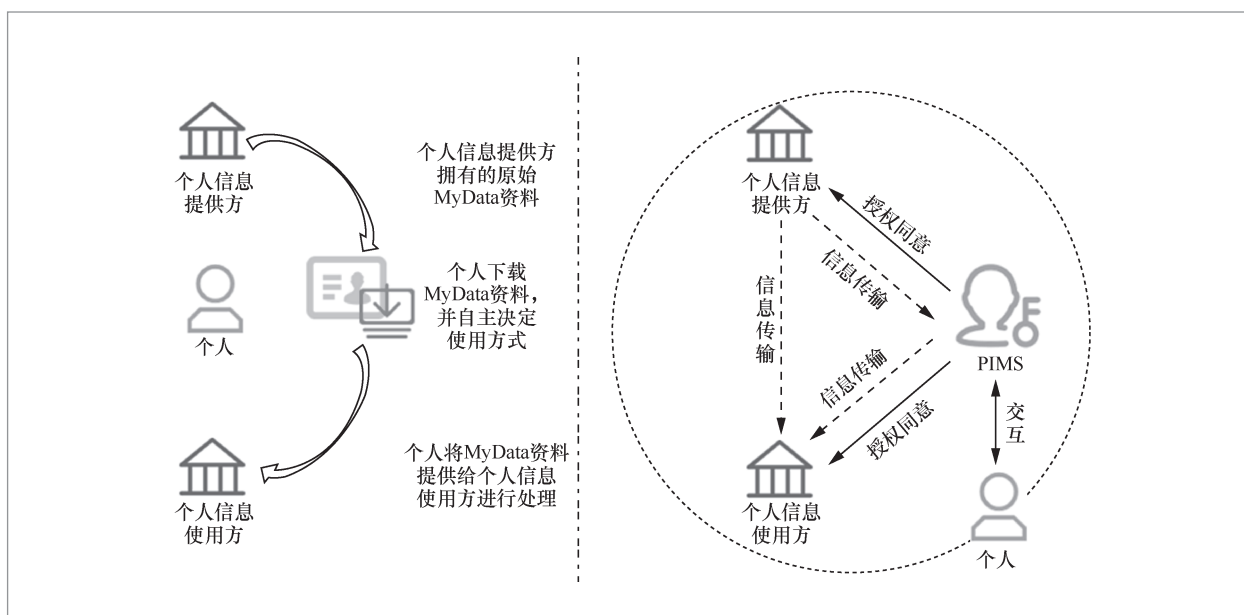 个人信息
提供方
个人信息提供方
拥有的原始
MyData资料
个人
个人下载
MyData资料，
并自主决定
使用方式
个人信息
使用方
个人将MyData资料
提供给个人信息
使用方进行处理
个人信息
提供方
授权同意
信息传输
信息传输
PIMS
信息传输
授权同意
交互
个人信息
使用方
个人